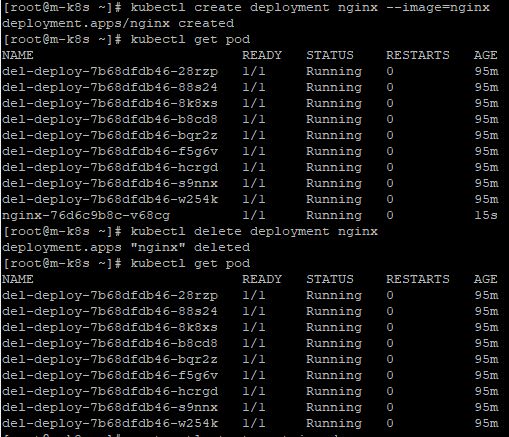 [root@m-k8s ~]# kubectl create deployment nginx --image=nginx
deployment.apps/nginx created
[root@m-k8s ~]# kubectl get pod
NAME READY STATUS RESTARTS AGE
del-deploy-7b68dfdb46-28rzp 1/1 Running 0 95m
del-deploy-7b68dfdb46-88s24 1/1 Running 0 95m
del-deploy-7b68dfdb46-8k8xs 1/1 Running 0 95m
del-deploy-7b68dfdb46-b8cd8 1/1 Running 0 95m
del-deploy-7b68dfdb46-bqr2z 1/1 Running 0 95m
del-deploy-7b68dfdb46-f5g6v 1/1 Running 0 95m
del-deploy-7b68dfdb46-hcrgd 1/1 Running 0 95m
del-deploy-7b68dfdb46-s9nnx 1/1 Running 0 95m
del-deploy-7b68dfdb46-w254k 1/1 Running 0 95m
nginx-76d6c9b8c-v68cg 1/1 Running 0 15s
[root@m-k8s ~]# kubectl delete deployment nginx
deployment.apps "nginx" deleted
[root@m-k8s ~]# kubectl get pod
NAME READY STATUS RESTARTS AGE
del-deploy-7b68dfdb46-28rzp 1/1 Running 0 95m
del-deploy-7b68dfdb46-88s24 1/1 Running 0 95m
del-deploy-7b68dfdb46-8k8xs 1/1 Running 0 95m
del-deploy-7b68dfdb46-b8cd8 1/1 Running 0 95m
del-deploy-7b68dfdb46-bqr2z 1/1 Running 0 95m
del-deploy-7b68dfdb46-f5g6v 1/1 Running 0 95m
del-deploy-7b68dfdb46-hcrgd 1/1 Running 0 95m
del-deploy-7b68dfdb46-s9nnx 1/1 Running 0 95m
del-deploy-7b68dfdb46-w254k 1/1 Running 0 95m